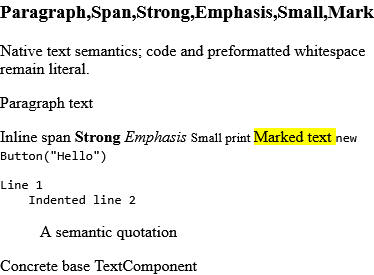 Paragraph,Span,Strong,Emphasis,Small,Mark
Native text semantics; code and preformatted whitespace
remain literal.
Paragraph text
Inline span Strong Emphasis Small print Marked text new
Button("Hello")
Line 1
    Indented line 2
A semantic quotation
Concrete base TextComponent